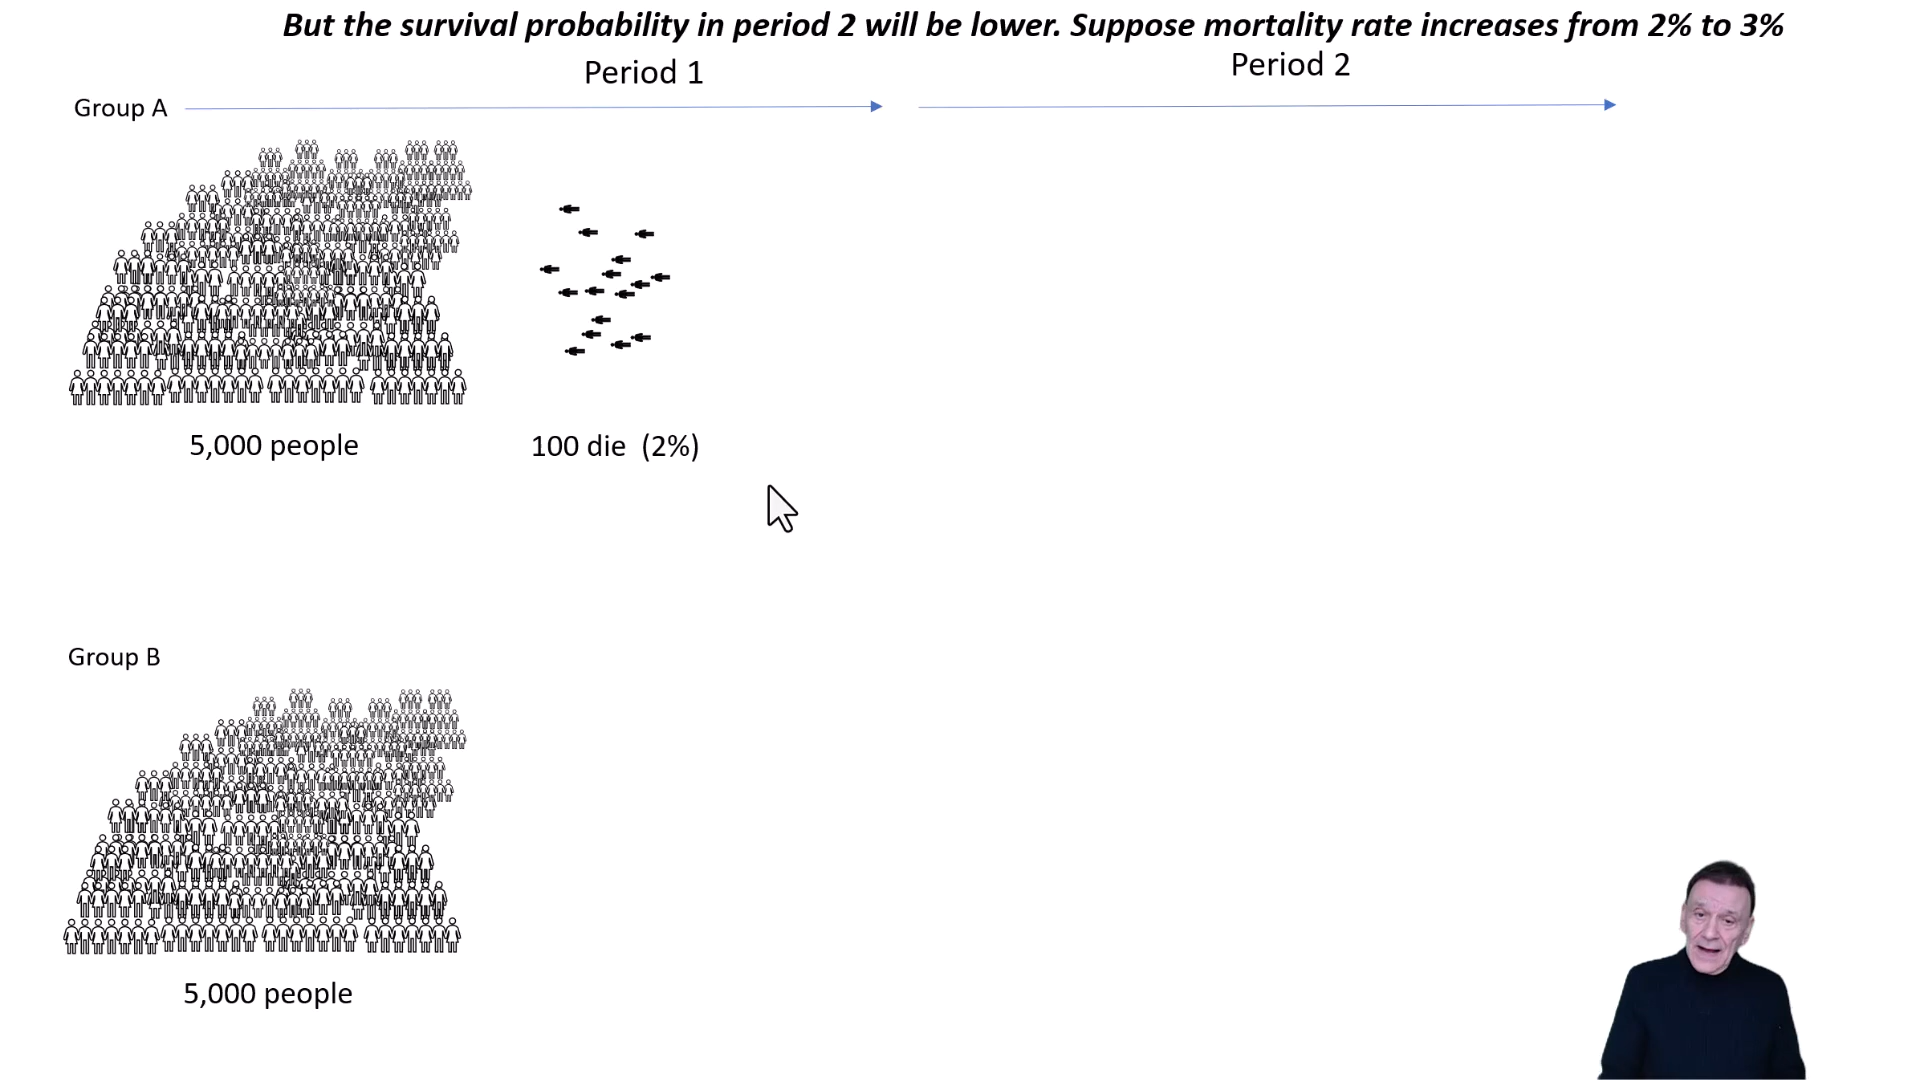 But the survival probability in period 2 will be lower. Suppose mortality rate increases from 2% to 3%
Period 1
Period 2
Group A
5,000 people
100 die (2%)
Group B
5,000 people